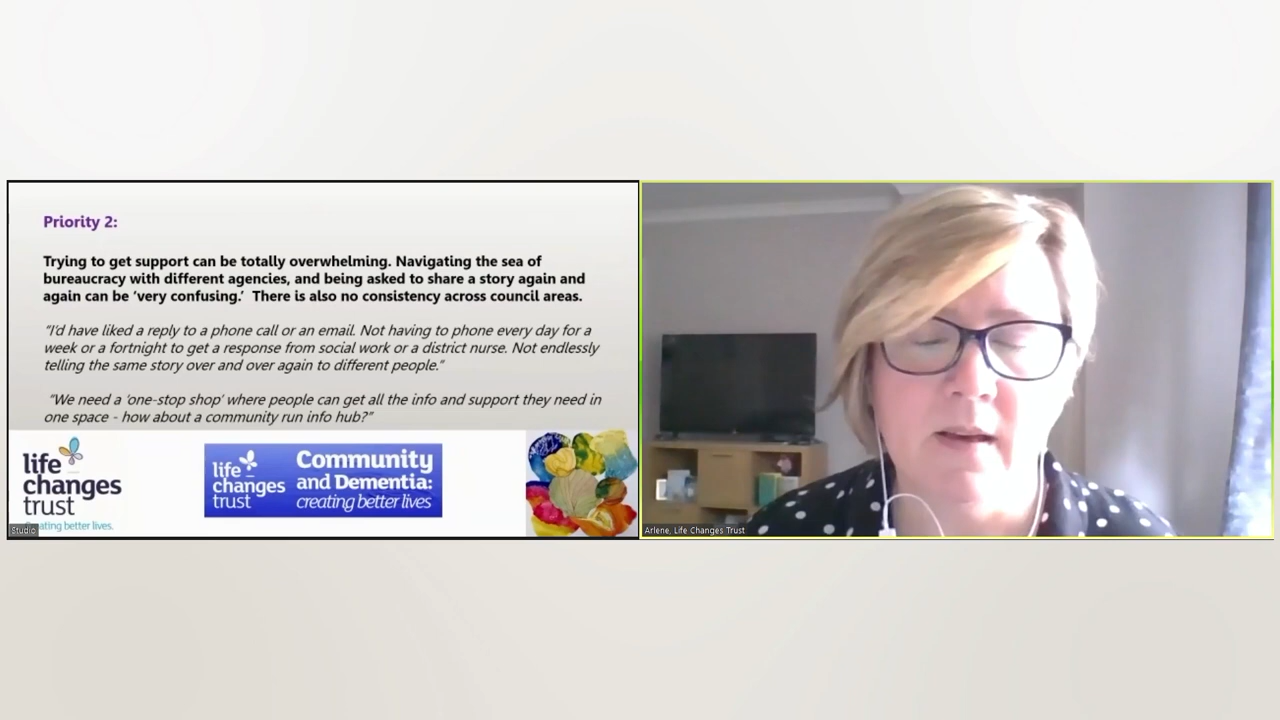 Priority 2:
Trying to get support can be totally overwhelming. Navigating the sea of
bureaucracy with different agencies, and being asked to share a story again and
again can be ‘very confusing.’ There is also no consistency across council areas.
“I’d have liked a reply to a phone call or an email. Not having to phone every day for a
week or a fortnight to get a response from social work or a district nurse. Not endlessly
telling the same story over and over again to different people.”
“We need a ‘one-stop shop’ where people can get all the info and support they need in
one space - how about a community run info hub?”
life
changes
trust
eating better lives.
Studio
life
changes
trust
Community
and Dementia:
creating better lives
Arlene, Life Changes Trust